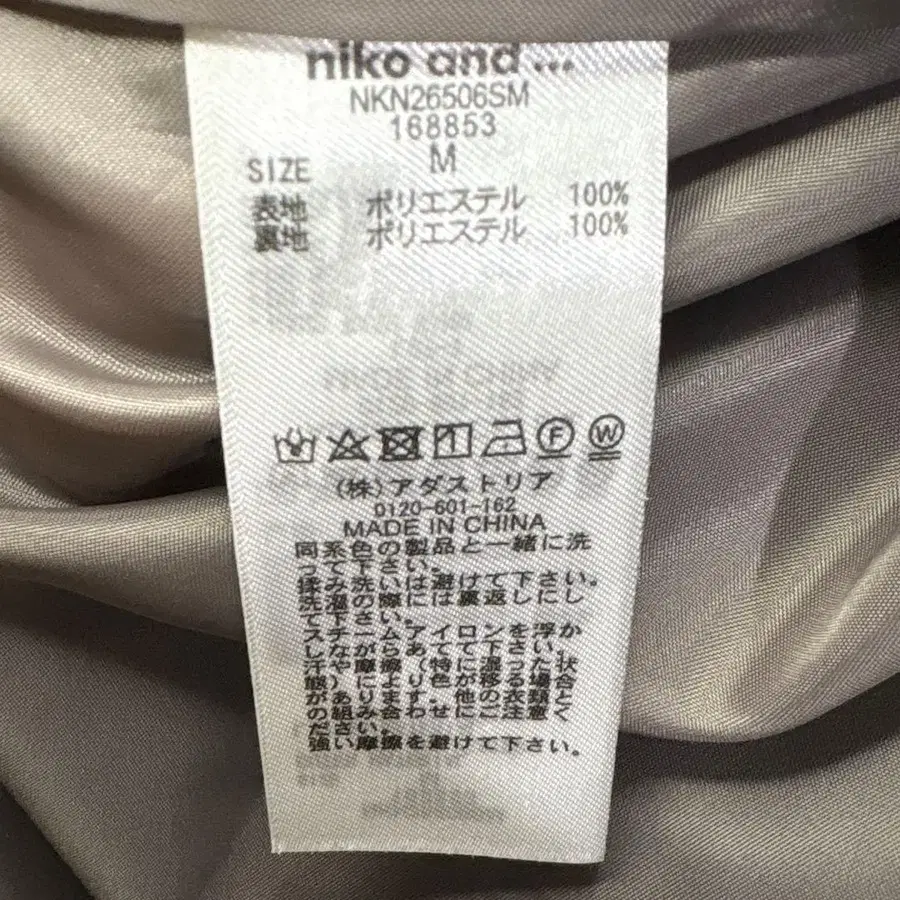 niko and ...
NKN26506SM
168853
SIZE M
表地 ポリエステル 100%
裏地 ポリエステル 100%
F W
(株)アダストリア
0120-601-162
MADE IN CHINA
同系色の製品と一緒に洗
って下さい。
揉み洗いは避けて下さい。
洗濯の際には裏返しにし
て下さい。
スチームアイロンを浮か
しながらあてて下さい。
汗や摩擦(特に湿った状
態)により色が移る場合
があります。他の衣類と
の組み合わせにご注意く
ださい。
強い摩擦を避けて下さい。